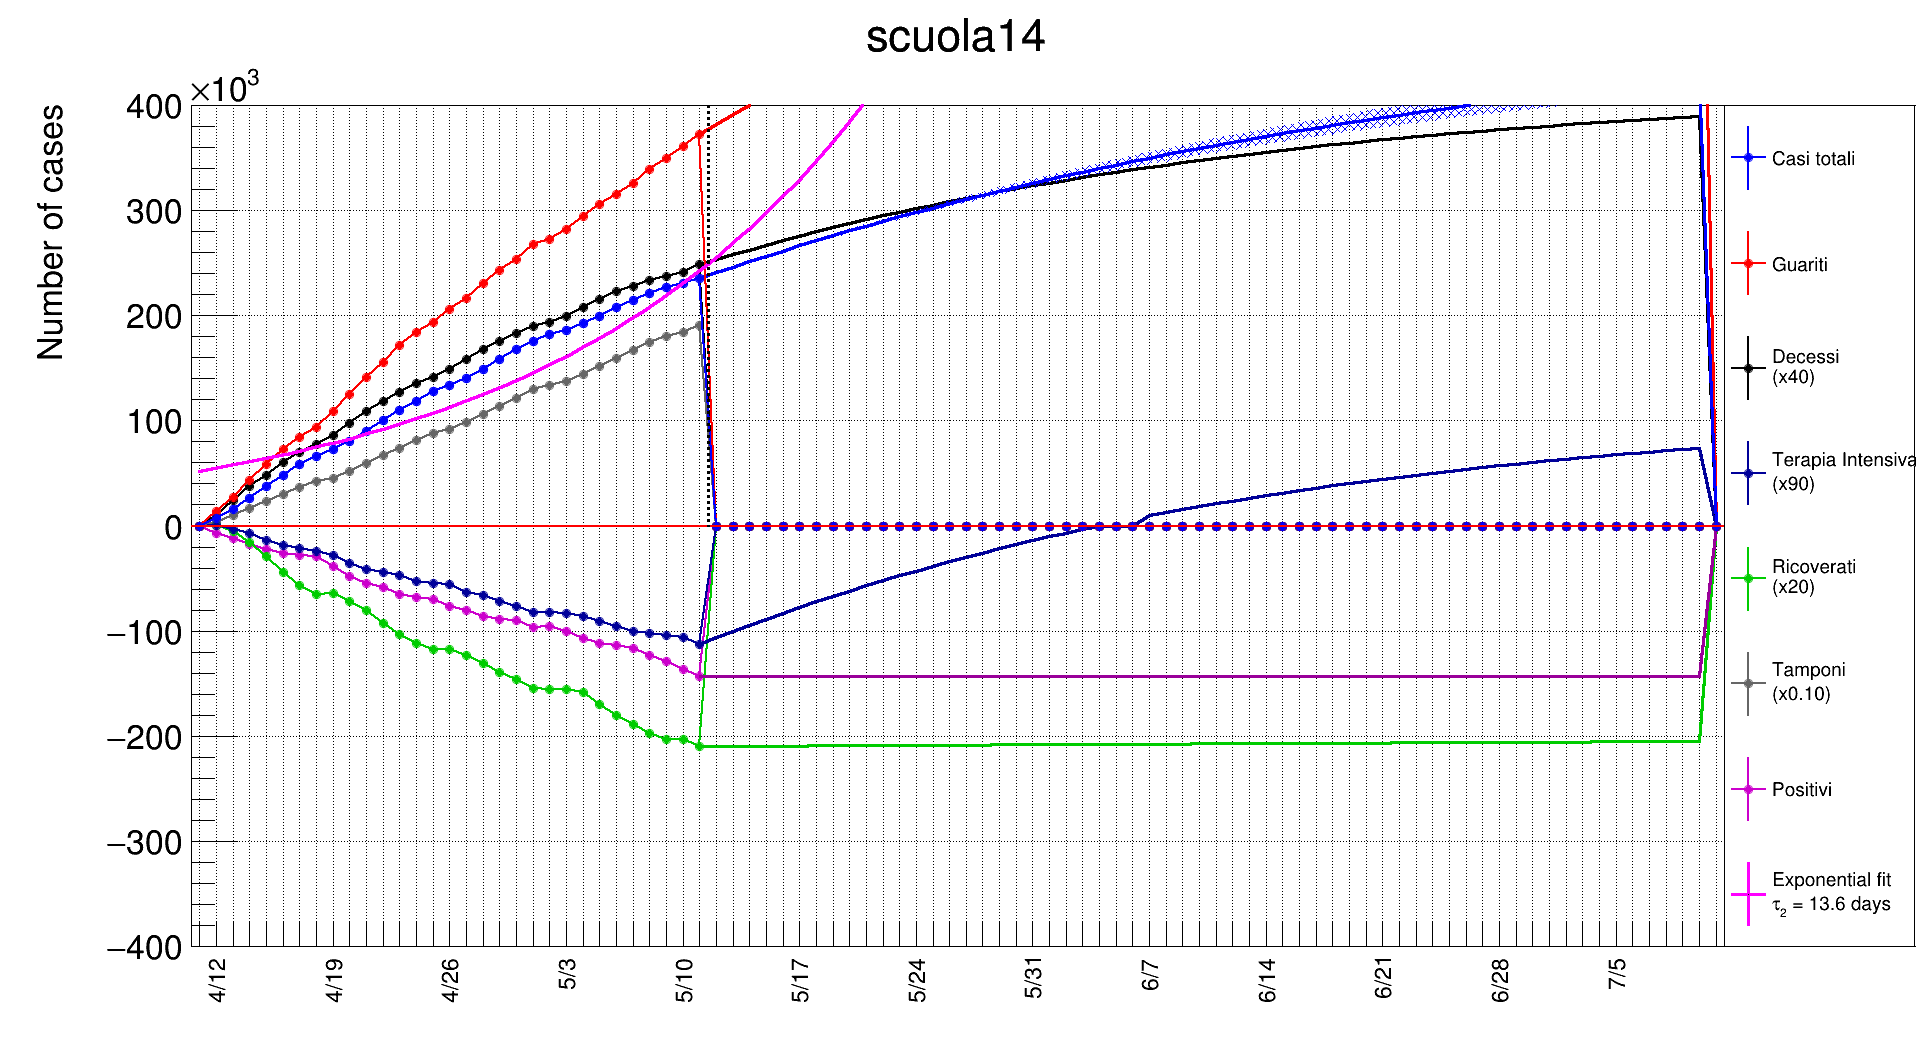 scuola14
×10³
Number of cases
400
300
200
100
0
−100
−200
−300
−400
4/12
4/19
4/26
5/3
5/10
5/17
5/24
5/31
6/7
6/14
6/21
6/28
7/5
Casi totali
Guariti
Decessi
(x40)
Terapia Intensiva
(x90)
Ricoverati
(x20)
Tamponi
(x0.10)
Positivi
Exponential fit
τ₂ = 13.6 days